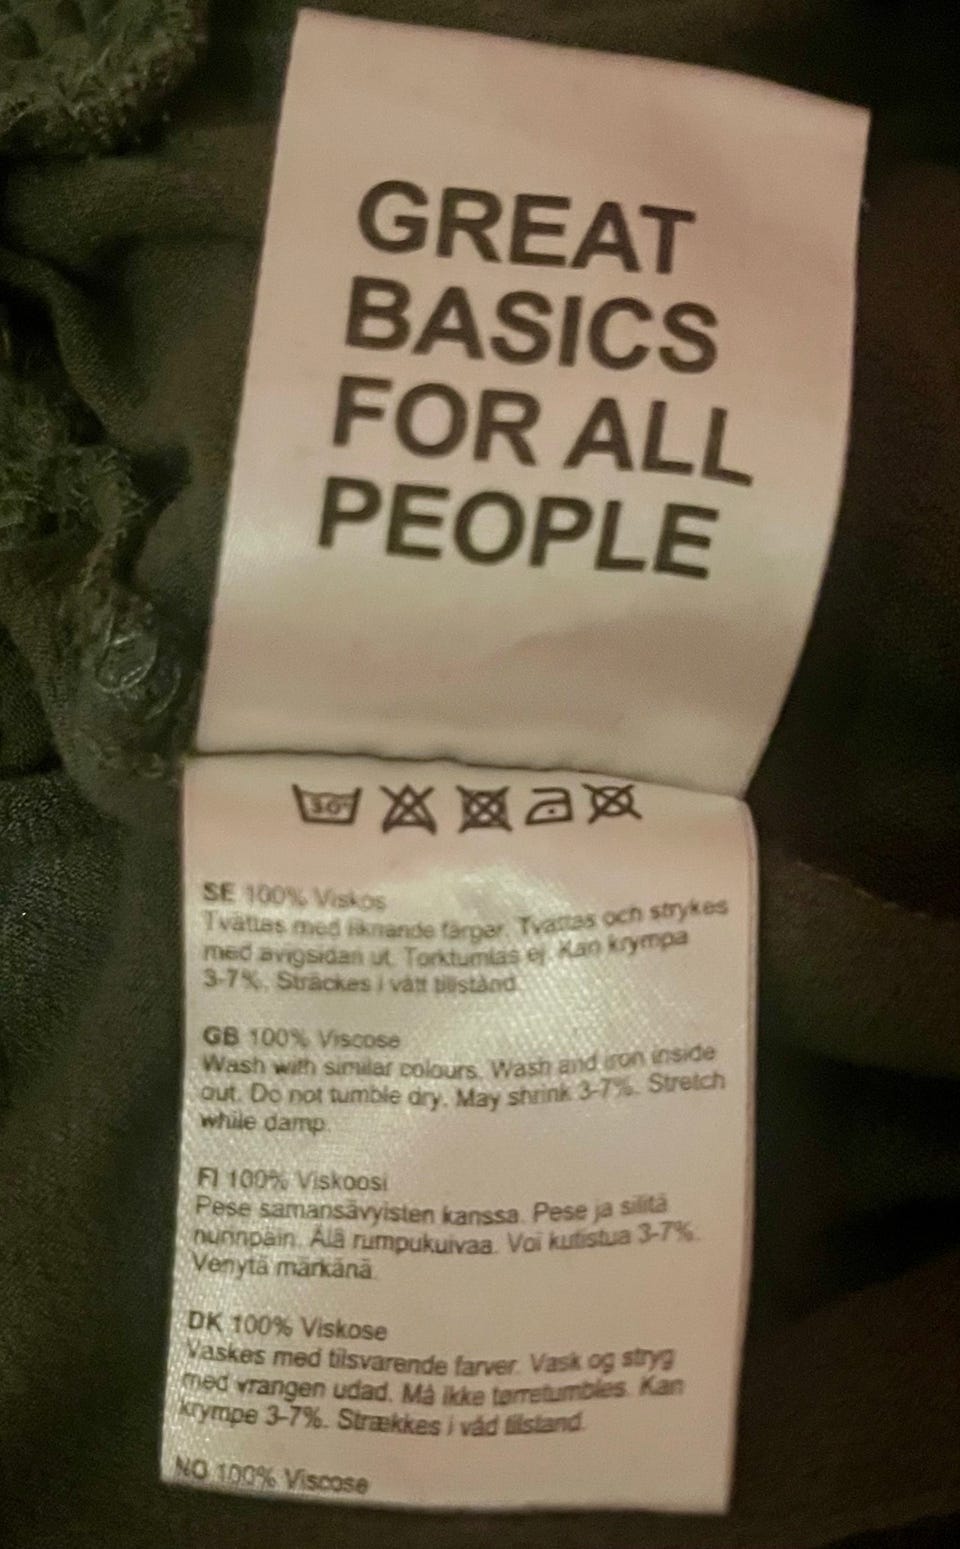 GREAT
BASICS
FOR ALL
PEOPLE
30°
SE 100% Viskos
Tvättas med liknande färger. Tvättas och strykes
med avigsidan ut. Torktumlas ej. Kan krympa
3-7%. Sträckes i vått tillstånd.
GB 100% Viscose
Wash with similar colours. Wash and iron inside
out. Do not tumble dry. May shrink 3-7%. Stretch
while damp.
FI 100% Viskoosi
Pese samansävyisten kanssa. Pese ja silitä
nurinpäin. Älä rumpukuivaa. Voi kutistua 3-7%.
Venytä märkänä.
DK 100% Viskose
Vaskes med tilsvarende farver. Vask og stryg
med vrangen udad. Må ikke tørretumbles. Kan
krympe 3-7%. Strækkes i våd tilstand.
NO 100% Viscose